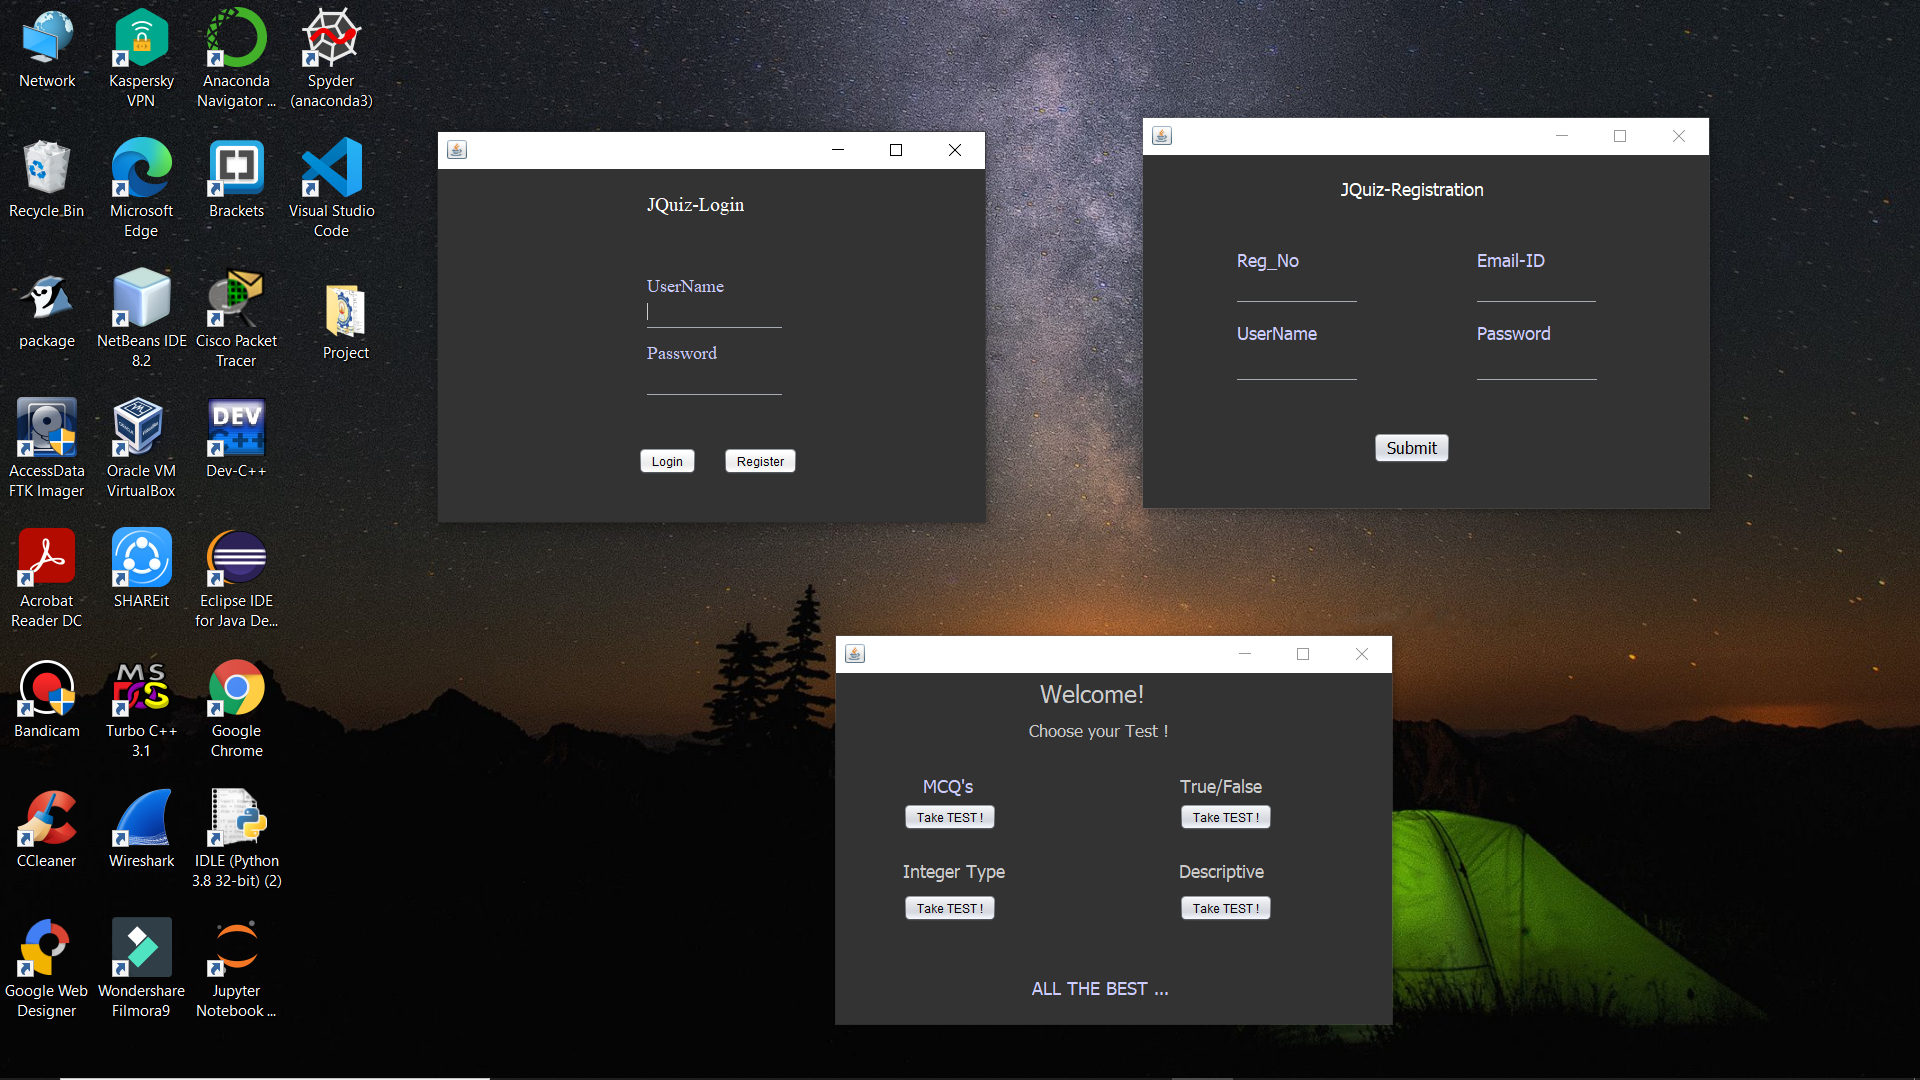 Network
Kaspersky
VPN
Anaconda
Navigator ...
Spyder
(anaconda3)
Recycle Bin
Microsoft
Edge
Brackets
Visual Studio
Code
package
NetBeans IDE
8.2
Cisco Packet
Tracer
Project
AccessData
FTK Imager
Oracle VM
VirtualBox
DEV
C++
Dev-C++
Acrobat
Reader DC
SHAREit
Eclipse IDE
for Java De...
Bandicam
MS
DOS
Turbo C++
3.1
Google
Chrome
CCleaner
Wireshark
IDLE (Python
3.8 32-bit) (2)
Google Web
Designer
Wondershare
Filmora9
Jupyter
Notebook ...
JQuiz-Login
UserName
Password
Login Register
JQuiz-Registration
Reg_No Email-ID
UserName Password
Submit
Welcome!
Choose your Test !
MCQ's True/False
Take TEST ! Take TEST !
Integer Type Descriptive
Take TEST ! Take TEST !
ALL THE BEST ...